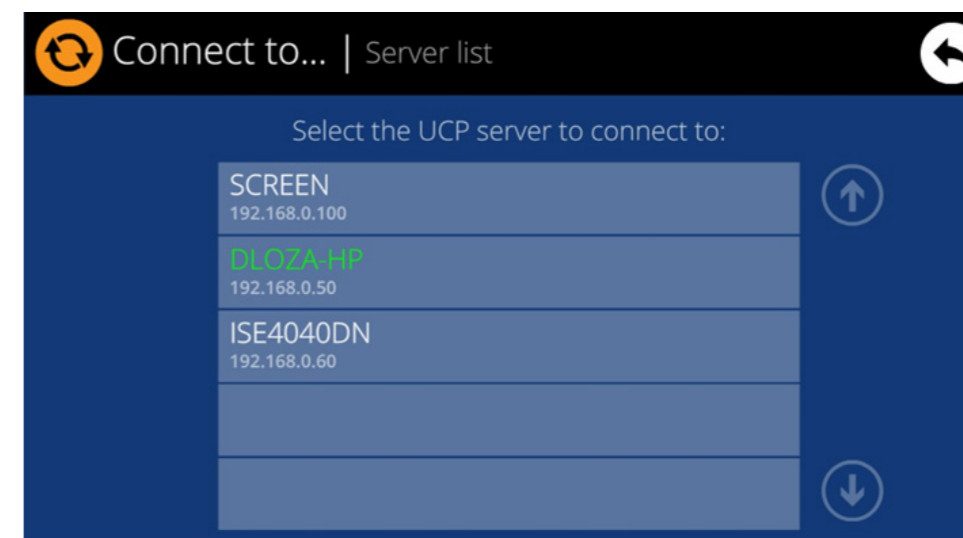 Connect to... | Server list
Select the UCP server to connect to:
SCREEN
192.168.0.100
DLOZA-HP
192.168.0.50
ISE4040DN
192.168.0.60